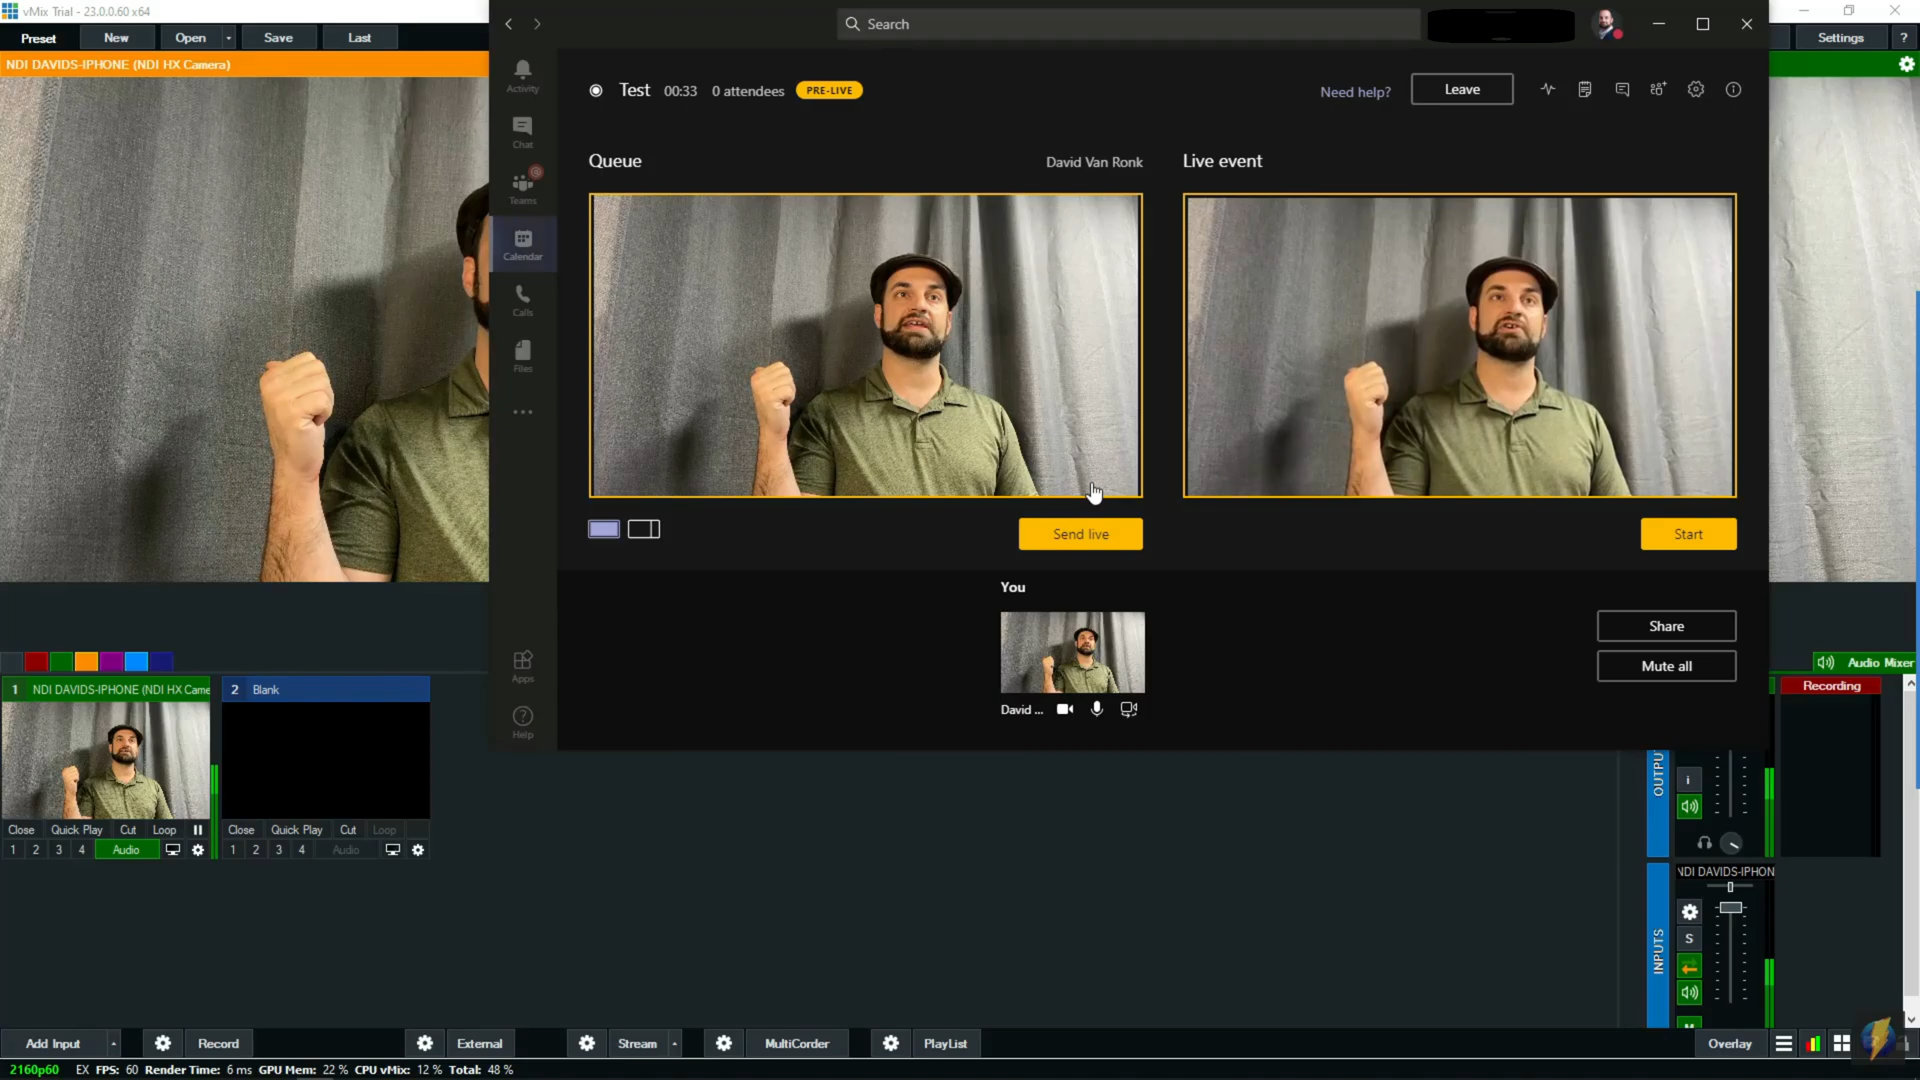 vMix Trial - 23.0.0.60 x64
Preset
New
Open
Save
Last
Settings
?
NDI DAVIDS-IPHONE (NDI HX Camera)
Search
Activity
Chat
Teams
Calendar
Calls
Files
Apps
Help
Test 00:33 0 attendees PRE-LIVE
Need help?
Leave
Queue
David Van Ronk
Live event
Send live
Start
You
David ...
Share
Mute all
1 NDI DAVIDS-IPHONE (NDI HX Came
2 Blank
Close Quick Play Cut Loop
1 2 3 4 Audio
Close Quick Play Cut Loop
1 2 3 4 Audio
Audio Mixer
Recording
OUTPU
i
NDI DAVIDS-IPHON
INPUTS
S
M
Add Input
Record
External
Stream
MultiCorder
PlayList
Overlay
2160p60 EX FPS: 60 Render Time: 6 ms GPU Mem: 22 % CPU vMix: 12 % Total: 48 %